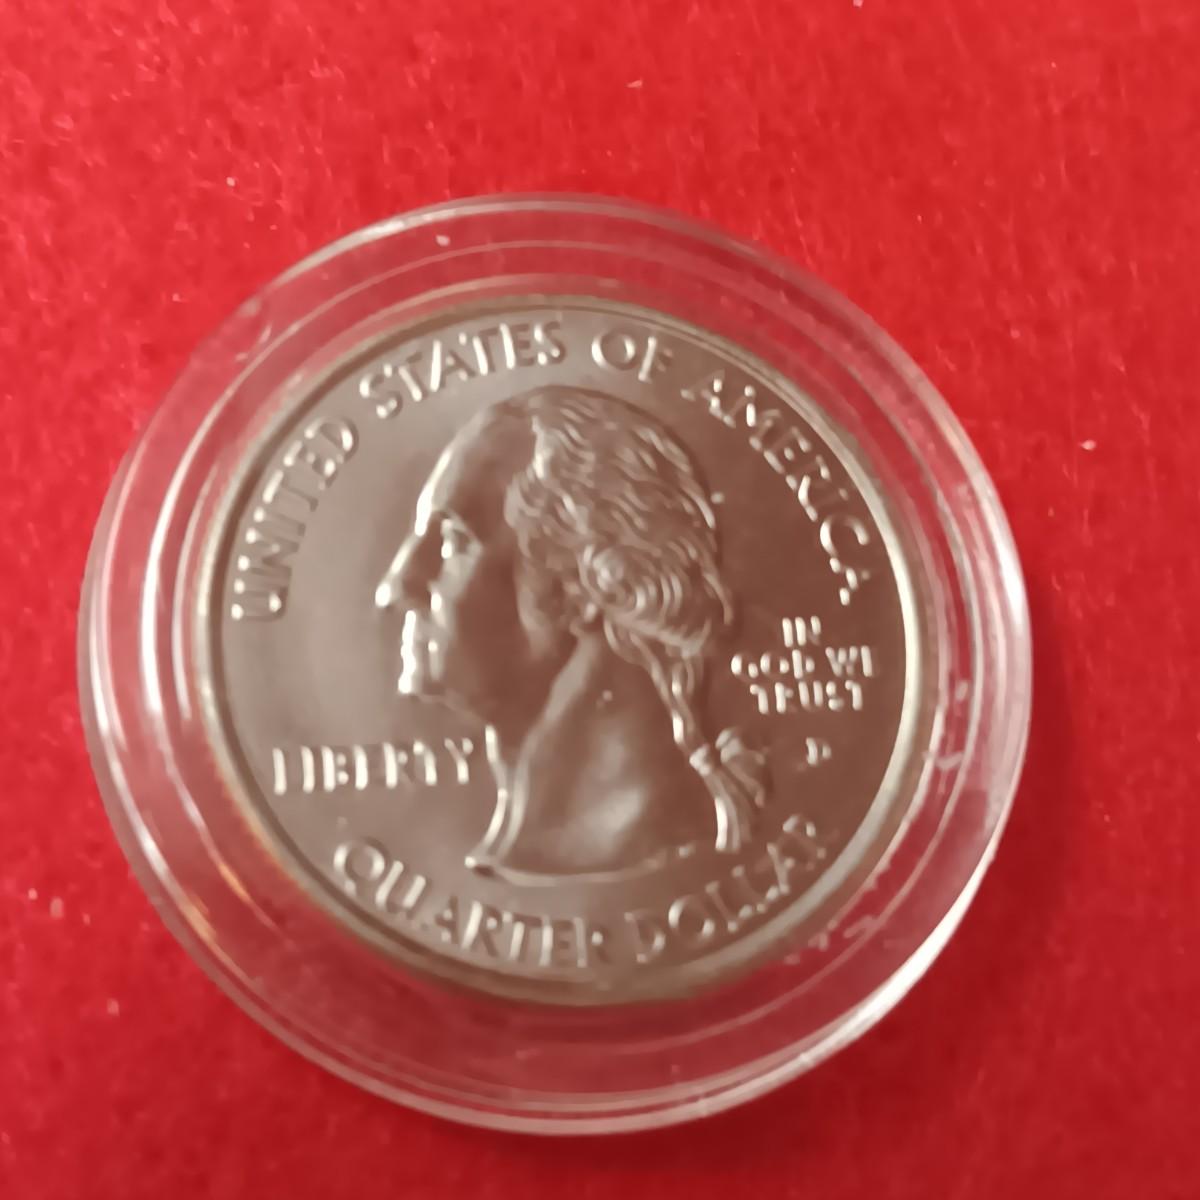 UNITED STATES OF AMERICA
IN
GOD WE
TRUST
LIBERTY
QUARTER DOLLAR